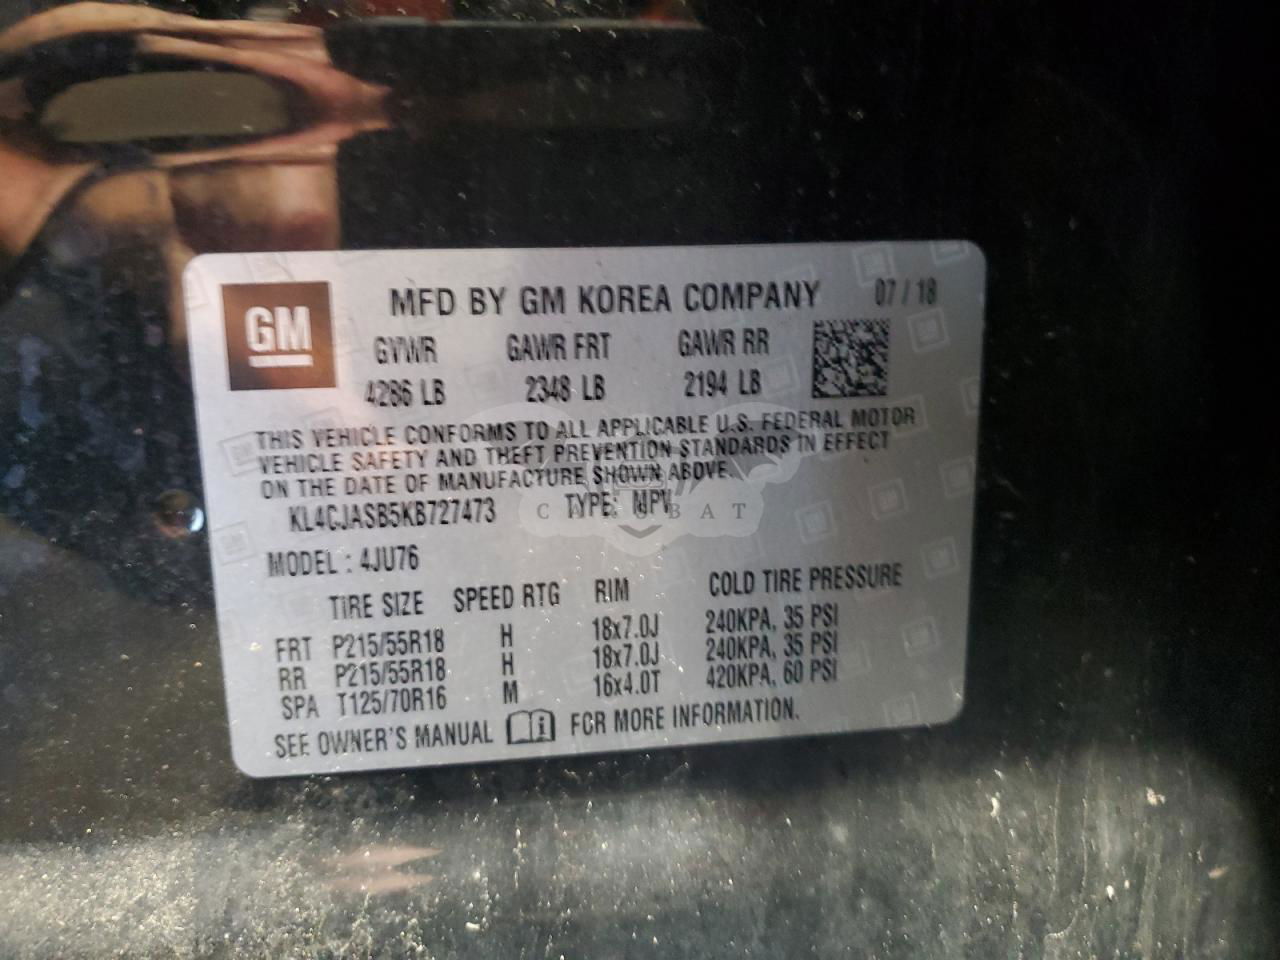 GM
MFD BY GM KOREA COMPANY 07 / 18
GVWR GAWR FRT GAWR RR
4286 LB 2348 LB 2194 LB
THIS VEHICLE CONFORMS TO ALL APPLICABLE U.S. FEDERAL MOTOR
VEHICLE SAFETY AND THEFT PREVENTION STANDARDS IN EFFECT
ON THE DATE OF MANUFACTURE SHOWN ABOVE.
KL4CJASB5KB727473 TYPE: MPV
CAROBAT
MODEL : 4JU76
TIRE SIZE SPEED RTG RIM COLD TIRE PRESSURE
FRT P215/55R18 H 18x7.0J 240KPA, 35 PSI
RR P215/55R18 H 18x7.0J 240KPA, 35 PSI
SPA T125/70R16 M 16x4.0T 420KPA, 60 PSI
SEE OWNER'S MANUAL FOR MORE INFORMATION.